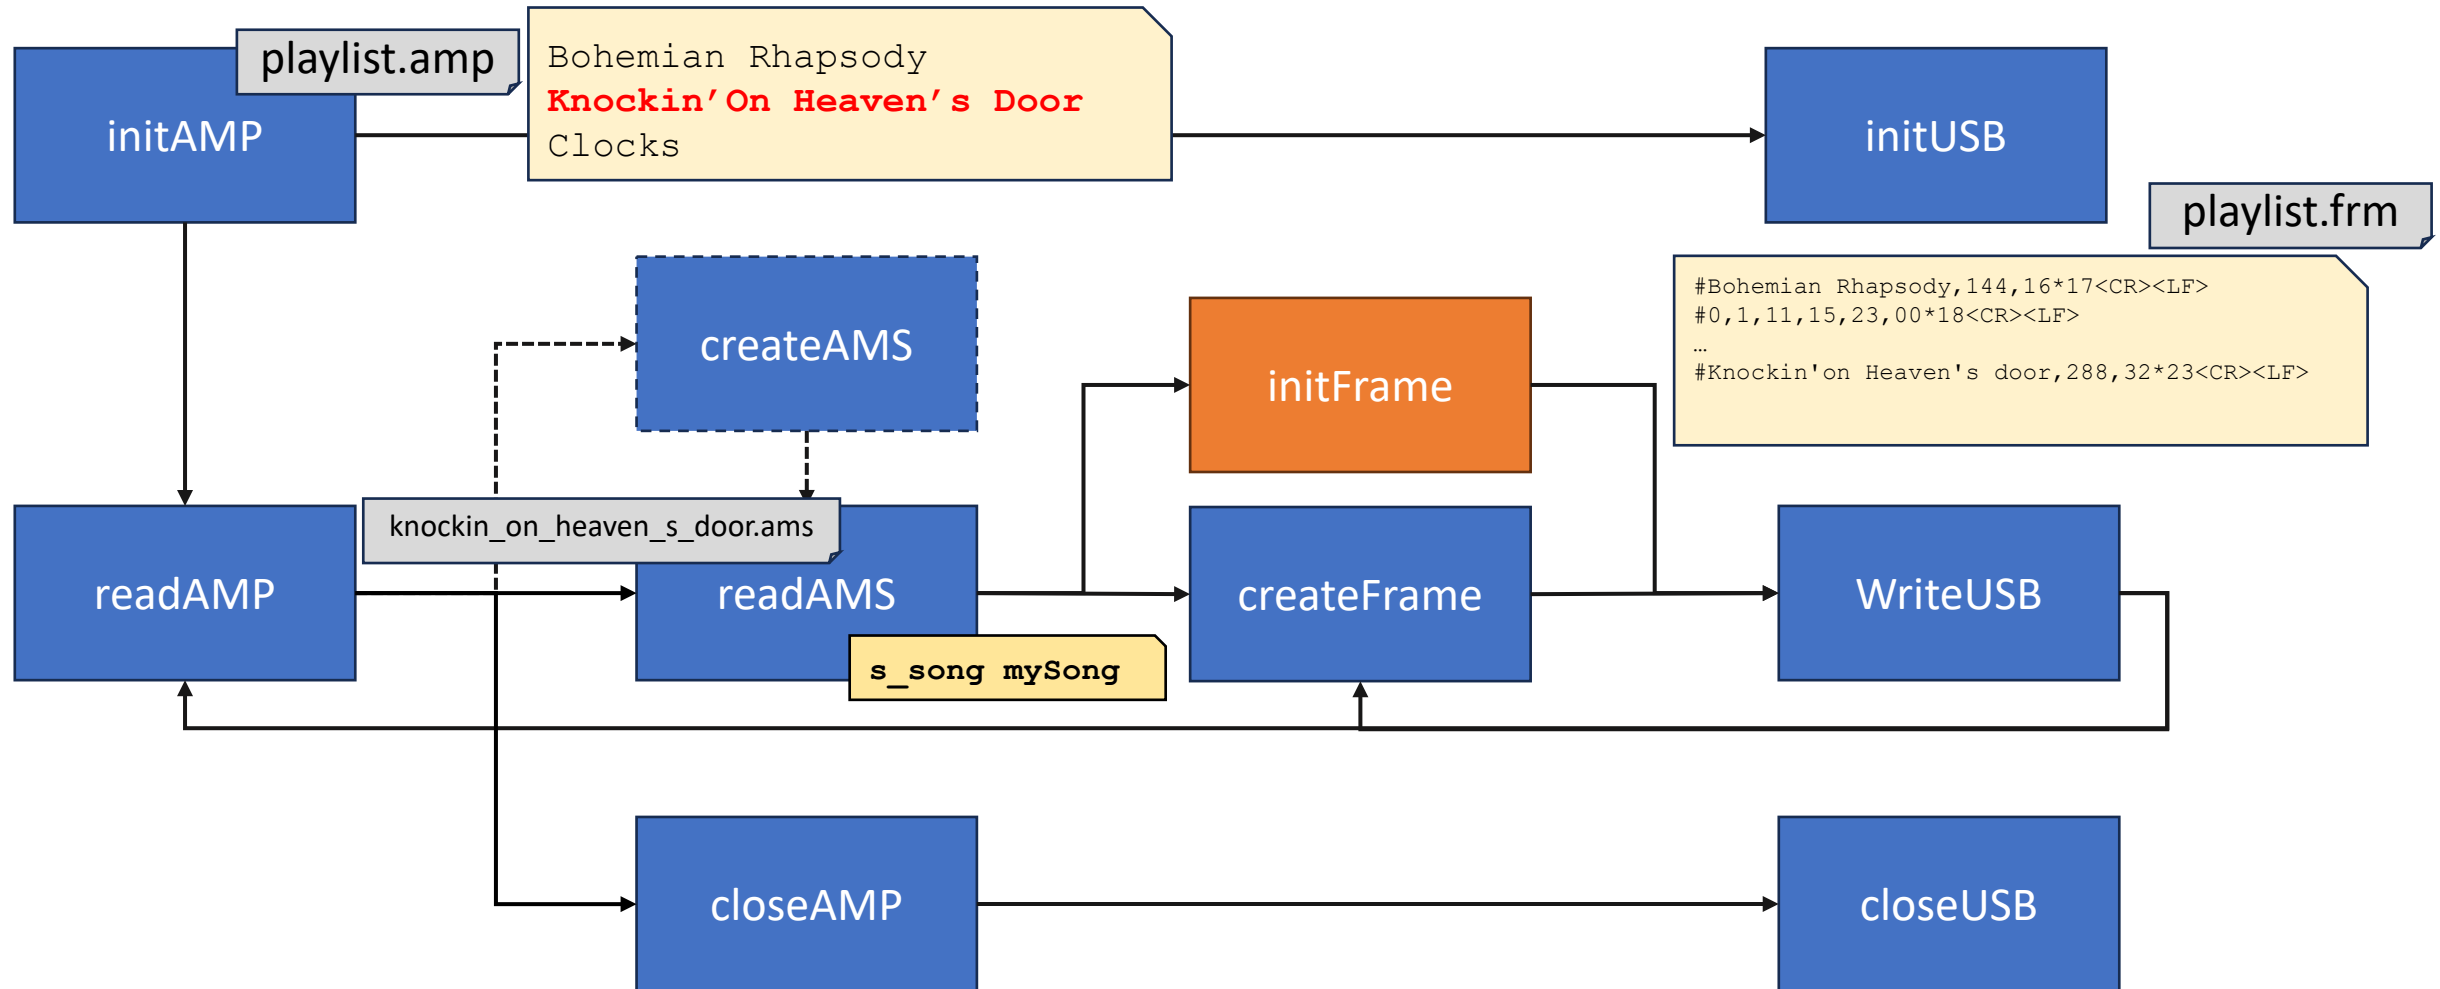 playlist.amp
initAMP
Bohemian Rhapsody
Knockin’On Heaven’s Door
Clocks
initUSB
playlist.frm
#Bohemian Rhapsody,144,16*17<CR><LF>
#0,1,11,15,23,00*18<CR><LF>
…
#Knockin'on Heaven's door,288,32*23<CR><LF>
createAMS
initFrame
knockin_on_heaven_s_door.ams
readAMP
readAMS
createFrame
WriteUSB
s_song mySong
closeAMP
closeUSB